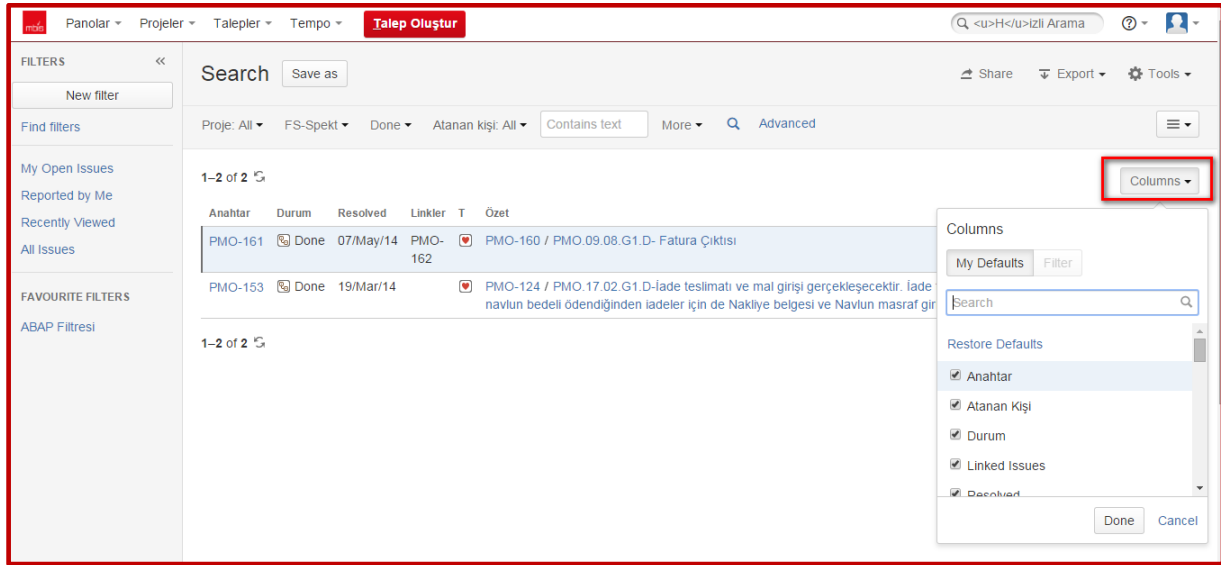 mbis Panolar Projeler Talepler Tempo Talep Oluştur <u>H</u>ızlı Arama
FILTERS
New filter
Find filters
My Open Issues
Reported by Me
Recently Viewed
All Issues
FAVOURITE FILTERS
ABAP Filtresi
Search Save as Share Export Tools
Proje: All FS-Spekt Done Atanan kişi: All Contains text More Advanced
1–2 of 2
Columns
Anahtar Durum Resolved Linkler T Özet
PMO-161 Done 07/May/14 PMO-162 PMO-160 / PMO.09.08.G1.D- Fatura Çıktısı
PMO-153 Done 19/Mar/14 PMO-124 / PMO.17.02.G1.D-İade teslimatı ve mal girişi gerçekleşecektir. İade
navlun bedeli ödendiğinden iadeler için de Nakliye belgesi ve Navlun masraf gir
1–2 of 2
Columns
My Defaults Filter
Search
Restore Defaults
Anahtar
Atanan Kişi
Durum
Linked Issues
Resolved
Done Cancel